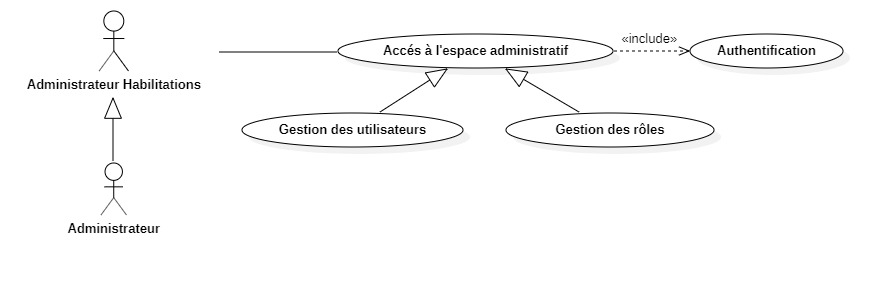 «include»
Accés à l'espace administratif
Authentification
Administrateur Habilitations
Gestion des utilisateurs
Gestion des rôles
Administrateur